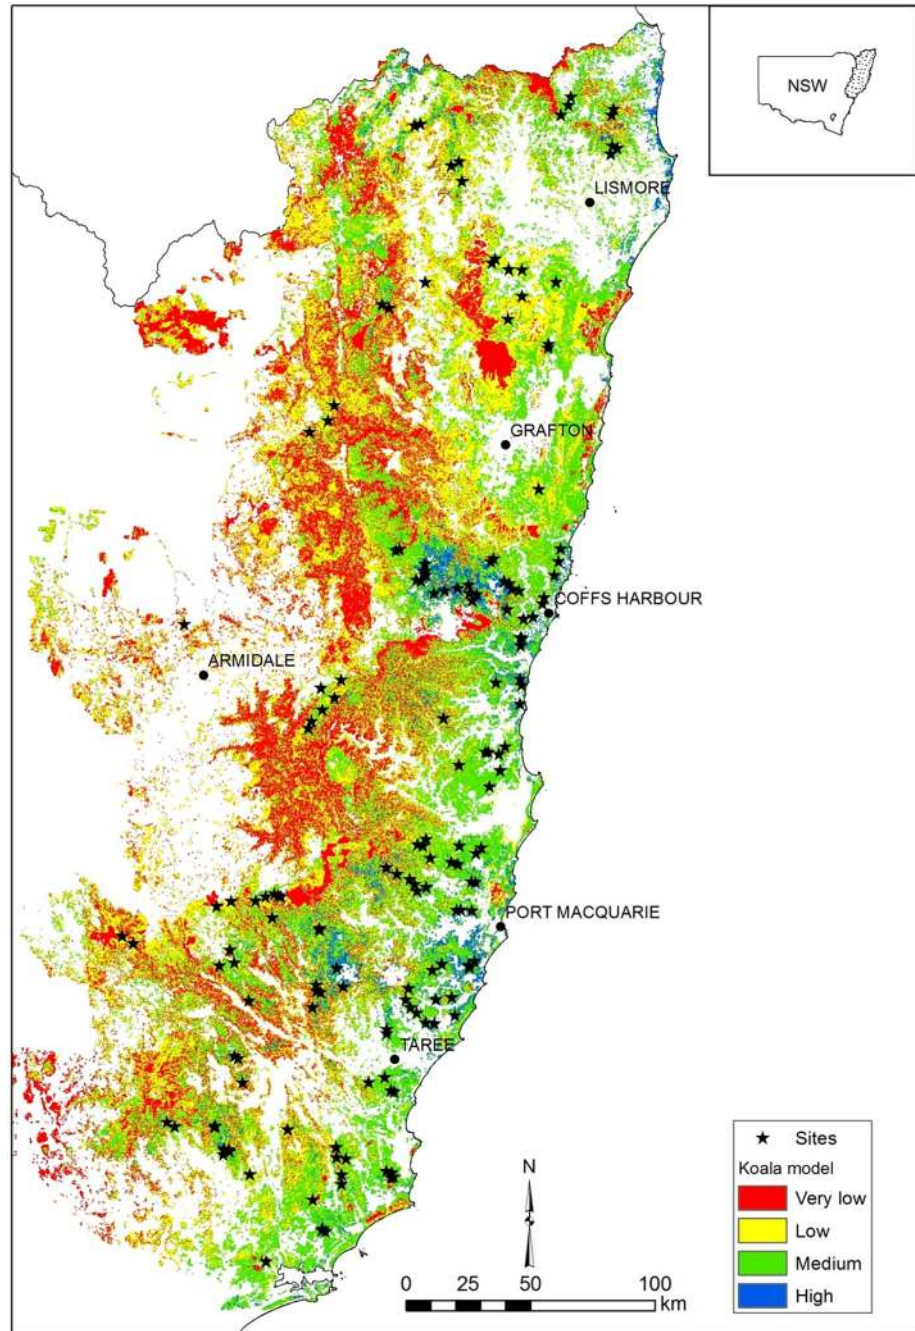 NSW
LISMORE
GRAFTON
COFFS HARBOUR
ARMIDALE
PORT MACQUARIE
TAREE
N
0 25 50 100
km
Sites
Koala model
Very low
Low
Medium
High